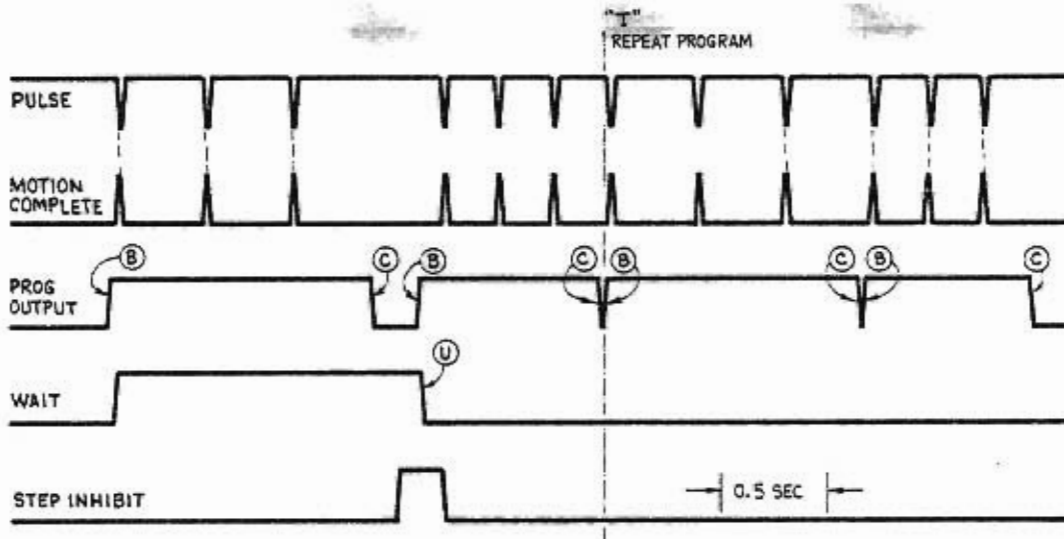 "T"
REPEAT PROGRAM
PULSE
MOTION
COMPLETE
B
C
B
C
B
C
B
C
PROG
OUTPUT
U
WAIT
STEP INHIBIT
0.5 SEC